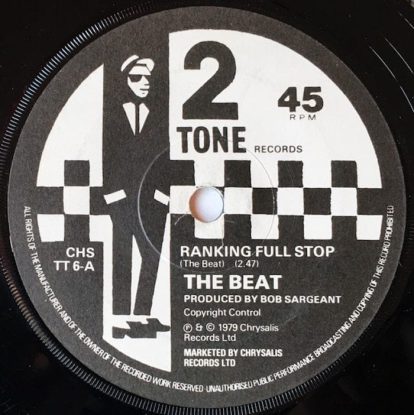 2
TONE RECORDS
45
RPM
CHS
TT 6-A
RANKING FULL STOP
(The Beat) (2.47)
THE BEAT
PRODUCED BY BOB SARGEANT
Copyright Control
℗ & © 1979 Chrysalis
Records Ltd
MARKETED BY CHRYSALIS
RECORDS LTD
ALL RIGHTS OF THE MANUFACTURER AND OF THE OWNER OF THE RECORDED WORK RESERVED · UNAUTHORISED PUBLIC PERFORMANCE BROADCASTING AND COPYING OF THIS RECORD PROHIBITED